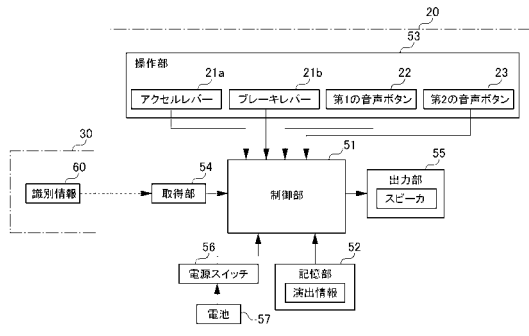 20
53
操作部
21a
21b
22
23
アクセルレバー
ブレーキレバー
第1の音声ボタン
第2の音声ボタン
30
60
識別情報
54
取得部
51
制御部
55
出力部
スピーカ
56
電源スイッチ
52
記憶部
演出情報
電池
57